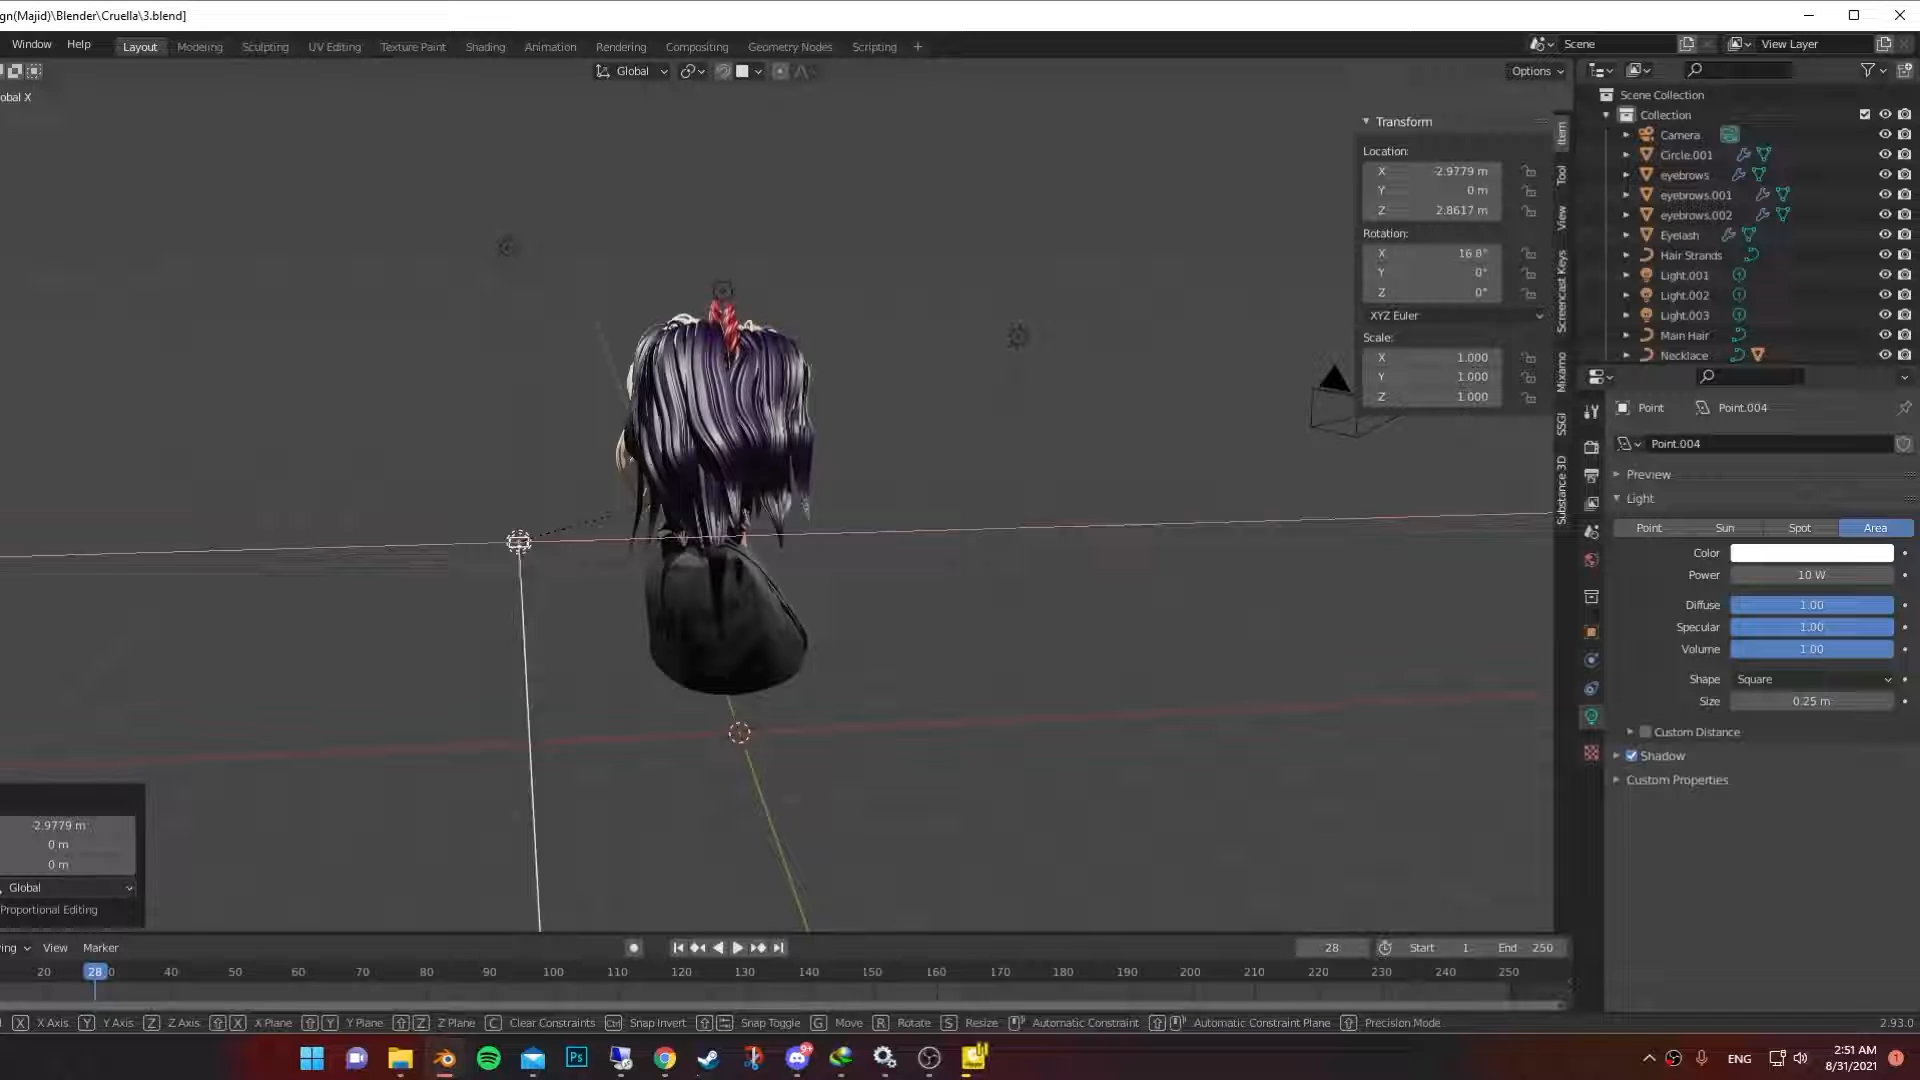 gn(Majid)\Blender\Cruella\3.blend]
Window Help Layout Modeling Sculpting UV Editing Texture Paint Shading Animation Rendering Compositing Geometry Nodes Scripting + Scene View Layer
Global Options
obal X
Transform
Location:
X -2.9779 m
Y 0 m
Z 2.8617 m
Rotation:
X 16.8°
Y 0°
Z 0°
XYZ Euler
Scale:
X 1.000
Y 1.000
Z 1.000
Item
Tool
View
Screencast Keys
Mixamo
SSGI
Substance 3D
Scene Collection
Collection
Camera
Circle.001
eyebrows
eyebrows.001
eyebrows.002
Eyelash
Hair Strands
Light.001
Light.002
Light.003
Main Hair
Necklace
Point Point.004
Point.004
Preview
Light
Point Sun Spot Area
Color
Power 10 W
Diffuse 1.00
Specular 1.00
Volume 1.00
Shape Square
Size 0.25 m
Custom Distance
Shadow
Custom Properties
-2.9779 m
0 m
0 m
Global
Proportional Editing
ing View Marker 28 Start 1 End 250
20 28 0 40 50 60 70 80 90 100 110 120 130 140 150 160 170 180 190 200 210 220 230 240 250
X X Axis Y Y Axis Z Z Axis X X Plane Y Y Plane Z Z Plane C Clear Constraints Ctrl Snap Invert Snap Toggle G Move R Rotate S Resize Automatic Constraint Automatic Constraint Plane Precision Mode 2.93.0
Ps 9+ ENG 2:51 AM 1
8/31/2021